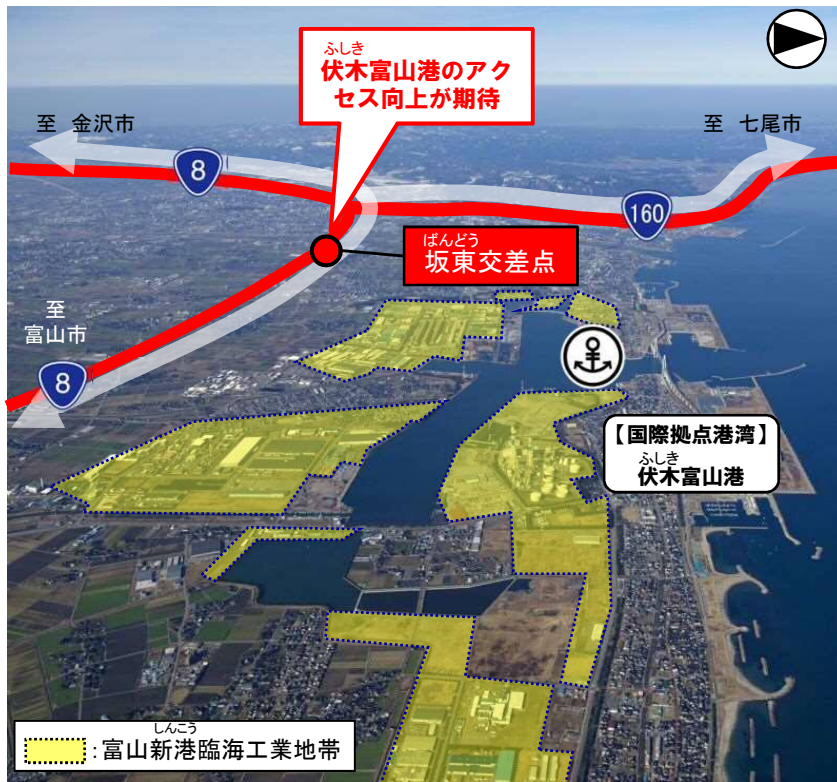 ふしき
伏木富山港のアク
セス向上が期待
至 金沢市
至 七尾市
8
160
ばんどう
坂東交差点
至
富山市
8
【国際拠点港湾】
ふしき
伏木富山港
しんこう
:富山新港臨海工業地帯